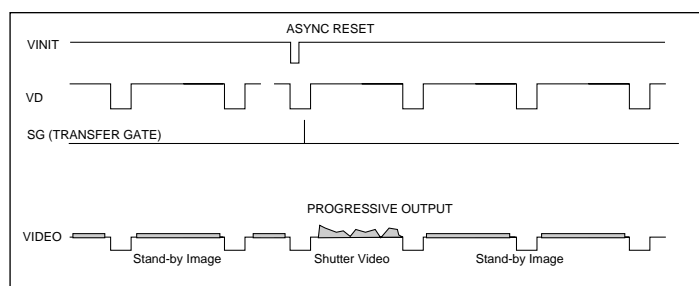 ASYNC RESET
VINIT
VD
SG (TRANSFER GATE)
PROGRESSIVE OUTPUT
VIDEO
Stand-by Image Shutter Video Stand-by Image